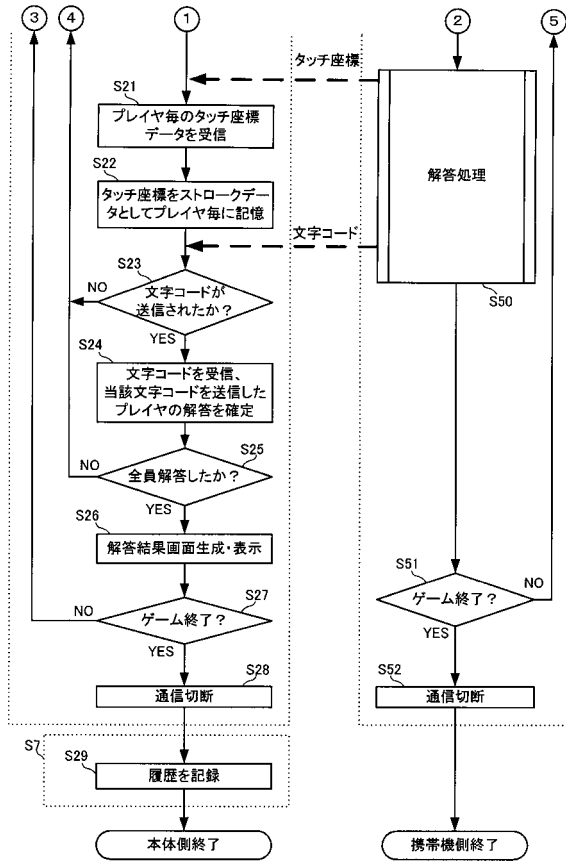 ③
④
①
②
⑤
タッチ座標
S21
プレイヤ毎のタッチ座標
データを受信
S22
タッチ座標をストロークデー
タとしてプレイヤ毎に記憶
解答処理
文字コード
S50
S23
NO
文字コードが
送信されたか？
YES
S24
文字コードを受信、
当該文字コードを送信した
プレイヤの解答を確定
S25
NO
全員解答したか？
YES
S26
解答結果画面生成・表示
S27
NO
ゲーム終了？
YES
S51
NO
ゲーム終了？
YES
S28
通信切断
S52
通信切断
S7
S29
履歴を記録
本体側終了
携帯機側終了